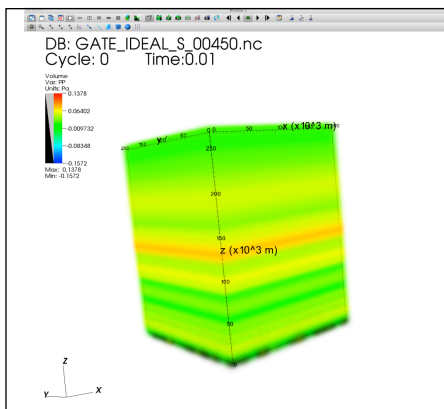 DB: GATE_IDEAL_S_00450.nc
Cycle: 0 Time:0.01
Volume
Var: PP
Units: Pa
0.1378
0.06402
-0.009732
-0.08348
-0.1572
Max: 0.1378
Min: -0.1572
y
50
0
x (x10^3 m)
250
200
150
z (x10^3 m)
100
50
0
Z
Y
X